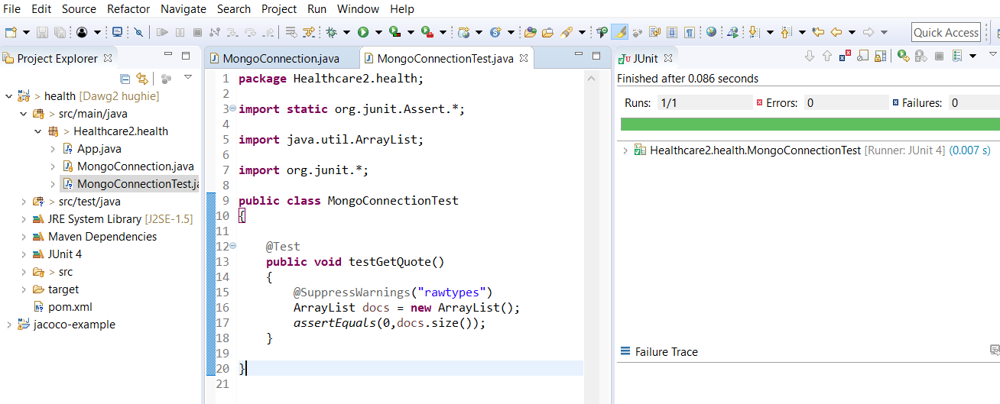 File Edit Source Refactor Navigate Search Project Run Window Help
Quick Access
Project Explorer
> health [Dawg2 hughie]
> src/main/java
> Healthcare2.health
App.java
MongoConnection.java
MongoConnectionTest.ja
> src/test/java
JRE System Library [J2SE-1.5]
Maven Dependencies
JUnit 4
> src
target
pom.xml
jacoco-example
MongoConnection.java
MongoConnectionTest.java
1 package Healthcare2.health;
2
3 import static org.junit.Assert.*;
4
5 import java.util.ArrayList;
6
7 import org.junit.*;
8
9 public class MongoConnectionTest
10 {
11
12 @Test
13 public void testGetQuote()
14 {
15 @SuppressWarnings("rawtypes")
16 ArrayList docs = new ArrayList();
17 assertEquals(0,docs.size());
18 }
19
20 }
21
JUnit
Finished after 0.086 seconds
Runs: 1/1 Errors: 0 Failures: 0
Healthcare2.health.MongoConnectionTest [Runner: JUnit 4] (0.007 s)
Failure Trace